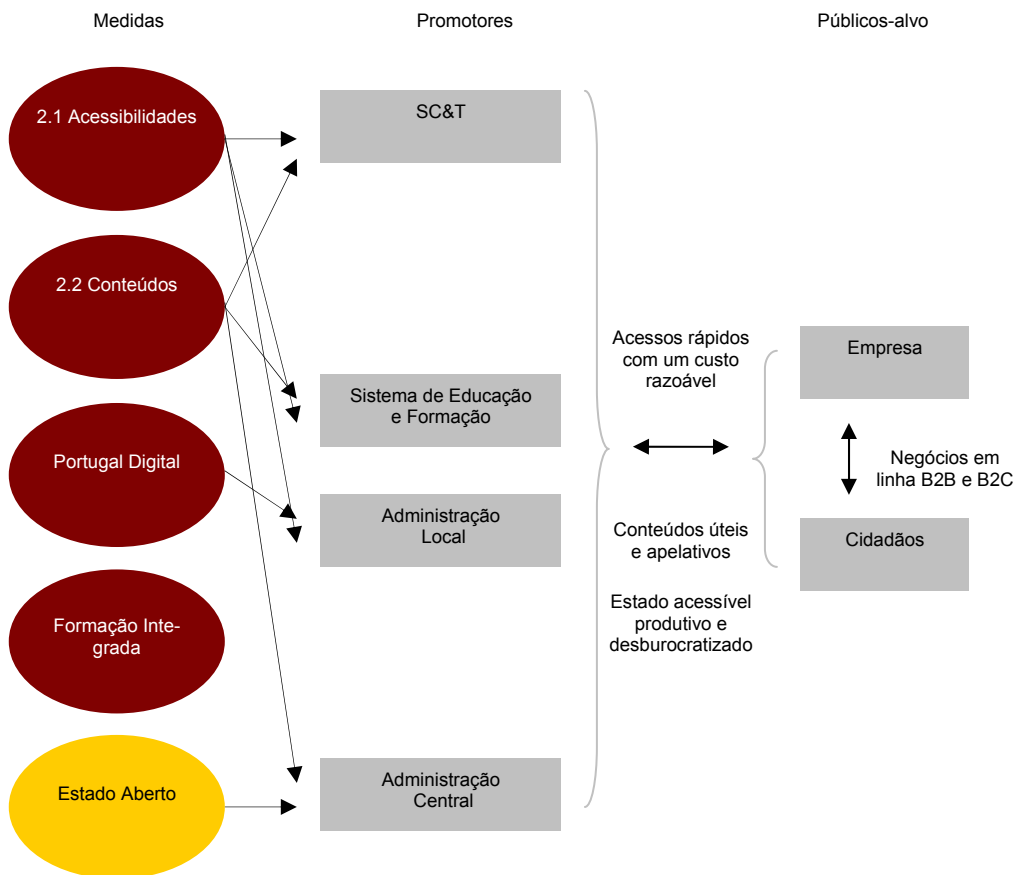 Medidas
Promotores
Públicos-alvo
2.1 Acessibilidades
SC&T
2.2 Conteúdos
Acessos rápidos
com um custo
razoável
Empresa
Sistema de Educação
e Formação
Portugal Digital
Negócios em
linha B2B e B2C
Administração
Local
Conteúdos úteis
e apelativos
Cidadãos
Formação Inte-
grada
Estado acessível
produtivo e
desburocratizado
Estado Aberto
Administração
Central